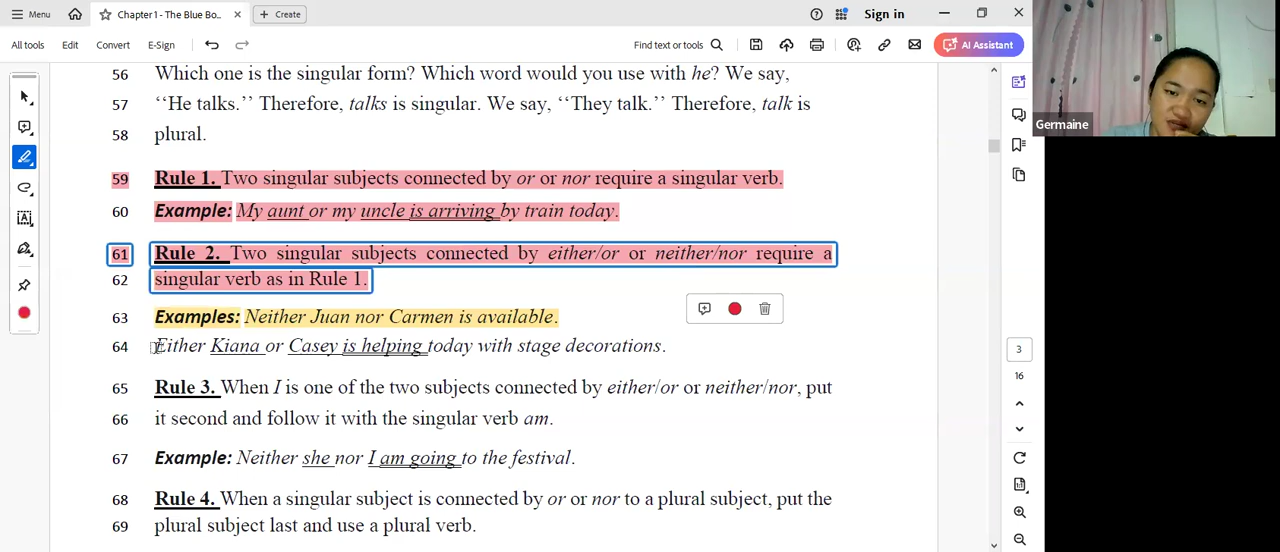 Menu
Chapter1 - The Blue Bo...
Create
Sign in
All tools
Edit
Convert
E-Sign
Find text or tools
AI Assistant
Germaine
56 Which one is the singular form? Which word would you use with he? We say,
57 ‘‘He talks.’’ Therefore, talks is singular. We say, ‘‘They talk.’’ Therefore, talk is
58 plural.
59 Rule 1. Two singular subjects connected by or or nor require a singular verb.
60 Example: My aunt or my uncle is arriving by train today.
61 Rule 2. Two singular subjects connected by either/or or neither/nor require a
62 singular verb as in Rule 1.
63 Examples: Neither Juan nor Carmen is available.
64 Either Kiana or Casey is helping today with stage decorations.
65 Rule 3. When I is one of the two subjects connected by either/or or neither/nor, put
66 it second and follow it with the singular verb am.
67 Example: Neither she nor I am going to the festival.
68 Rule 4. When a singular subject is connected by or or nor to a plural subject, put the
69 plural subject last and use a plural verb.
3
16